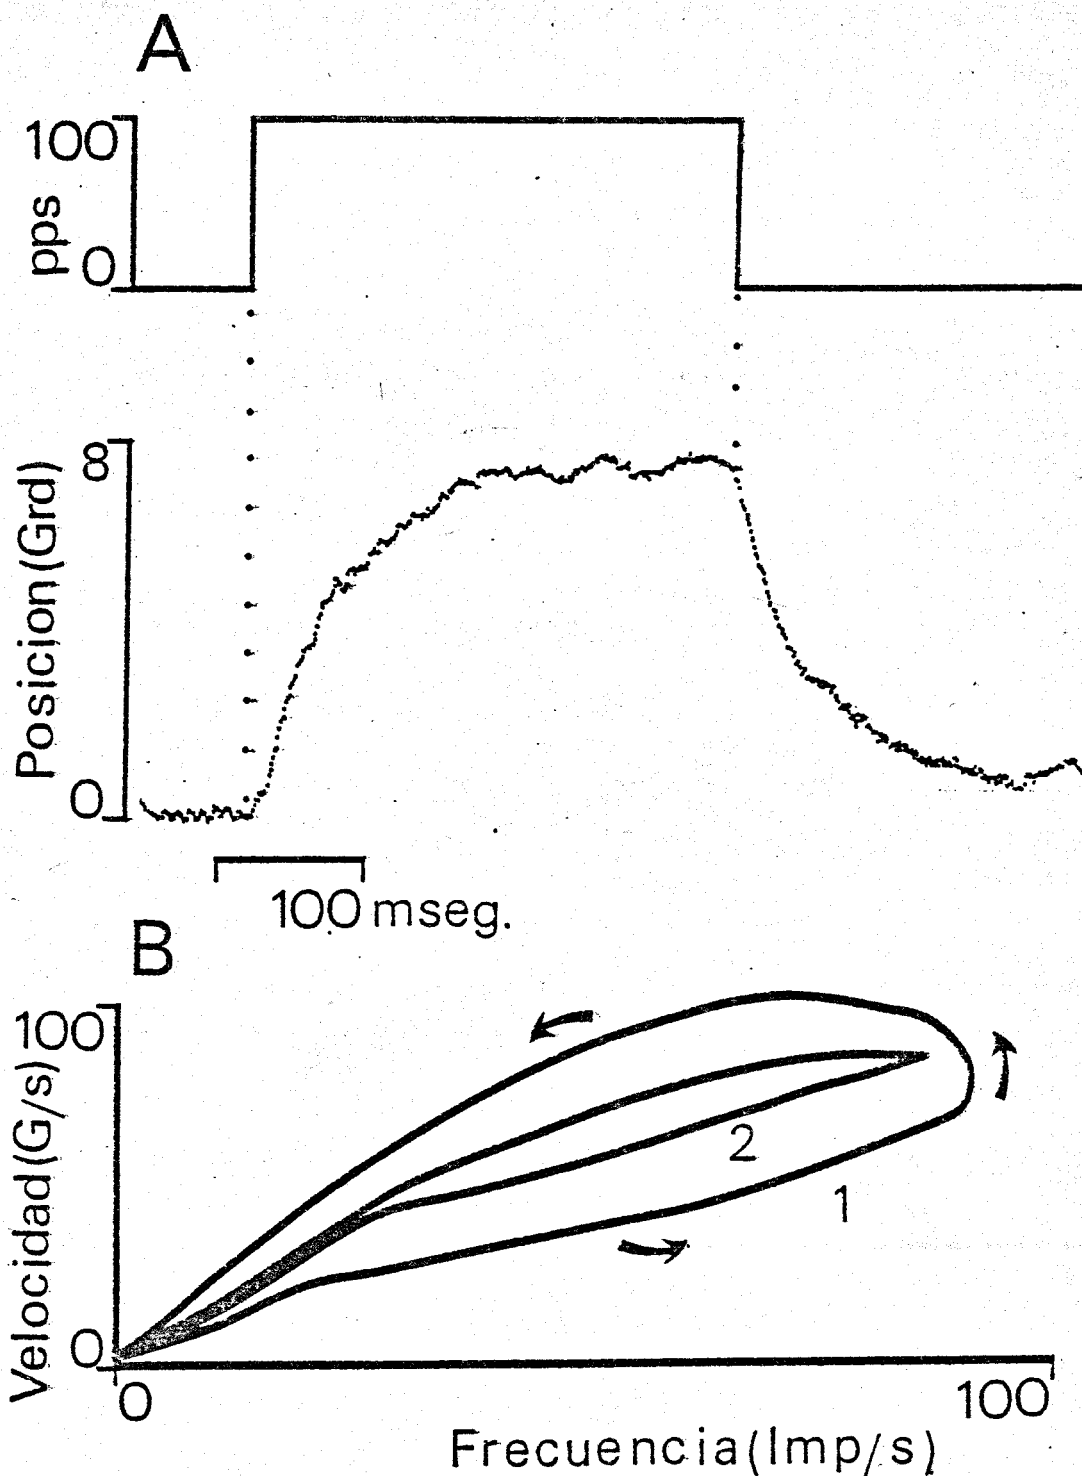 A
100
pps
0
8
Posicion(Grd)
0
100 mseg.
B
100
Velocidad(G/s)
0
2
1
0
100
Frecuencia(Imp/s)